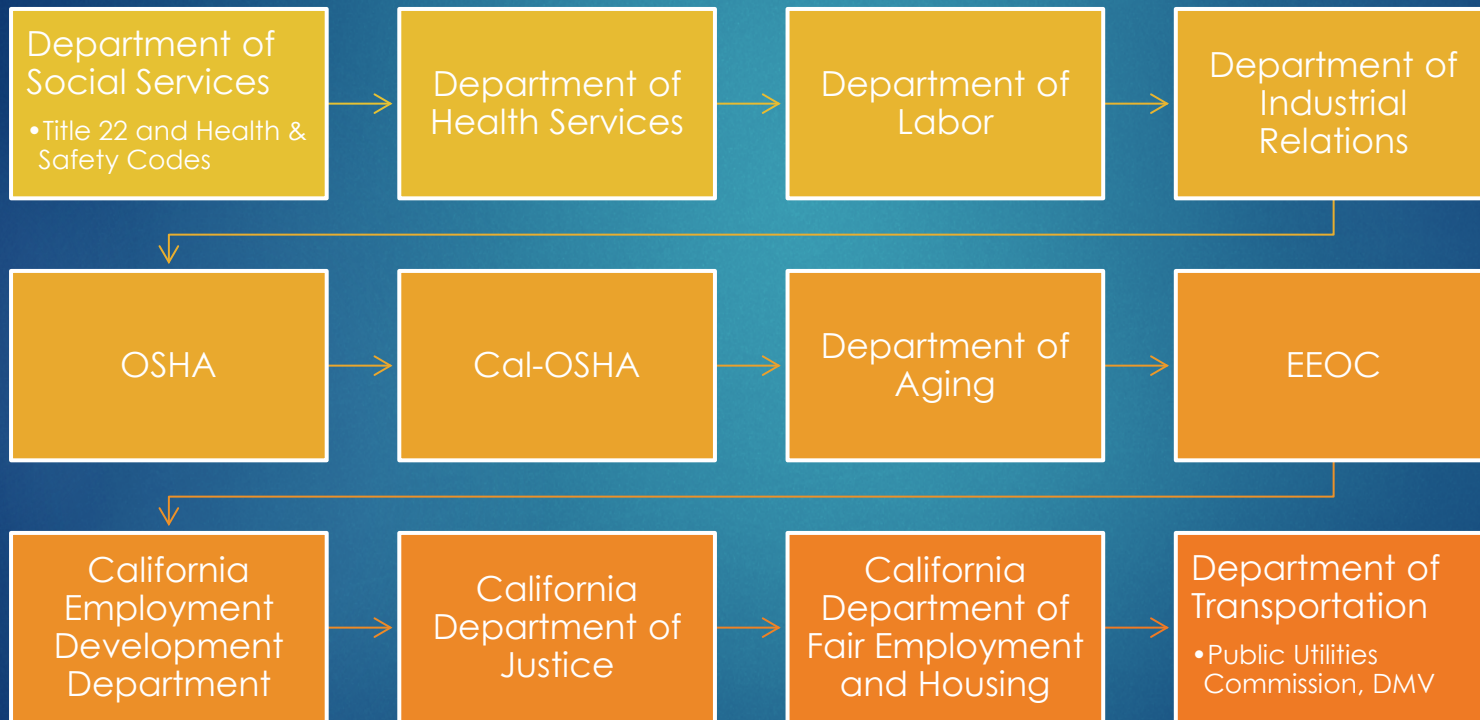 Department of
Social Services
•Title 22 and Health &
Safety Codes
Department of
Health Services
Department of
Labor
Department of
Industrial
Relations
OSHA
Cal-OSHA
Department of
Aging
EEOC
California
Employment
Development
Department
California
Department of
Justice
California
Department of
Fair Employment
and Housing
Department of
Transportation
•Public Utilities
Commission, DMV